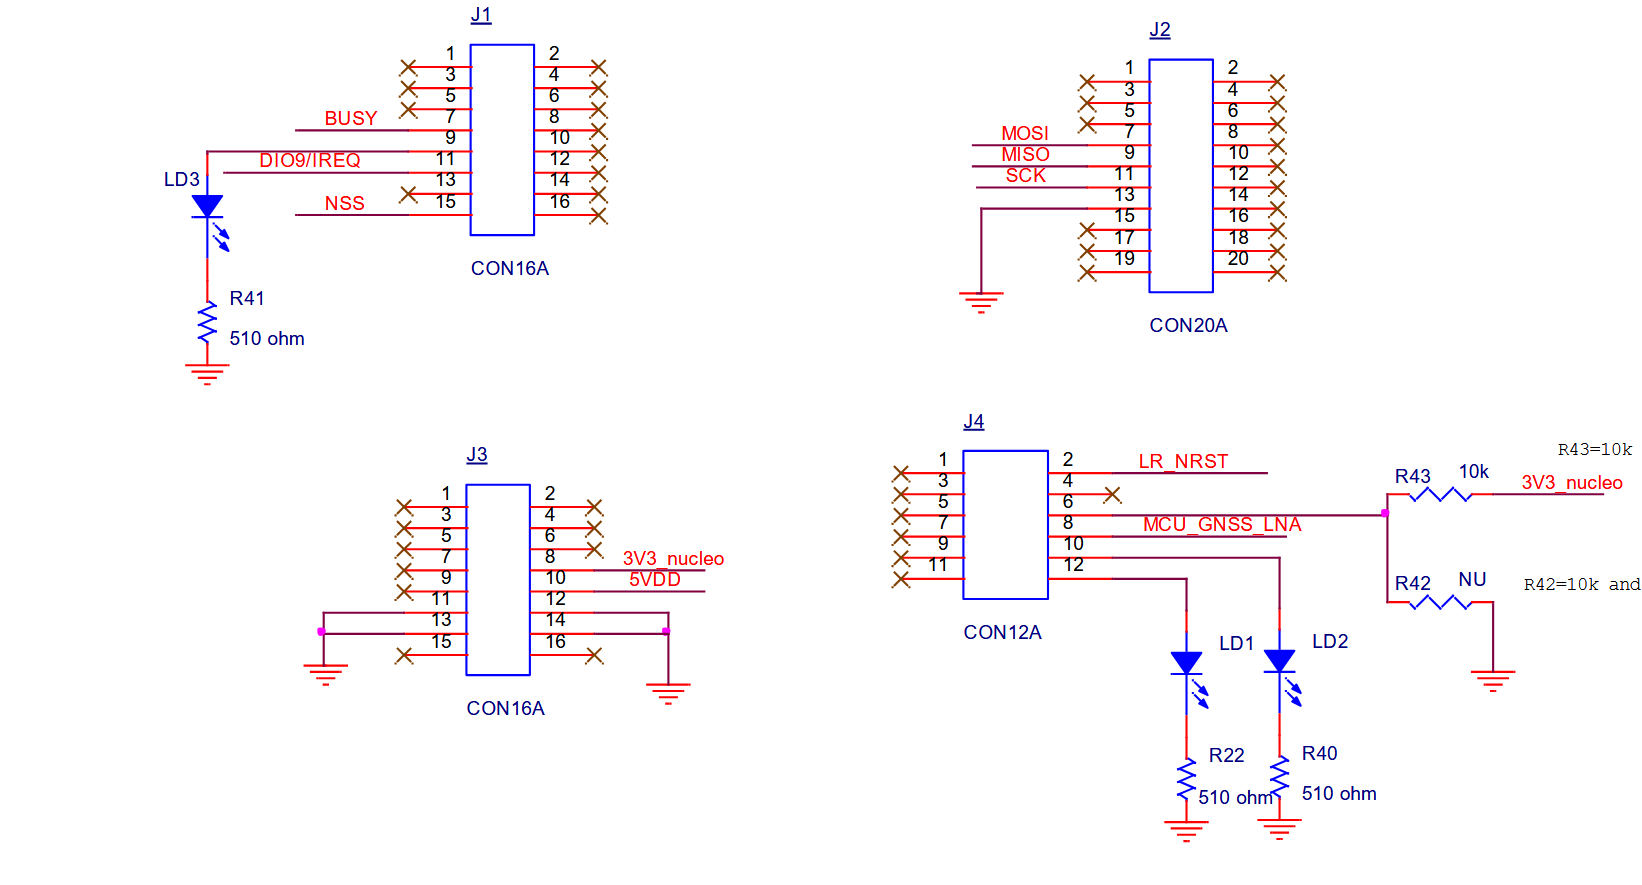 J1
1 2
3 4
5 6
BUSY 7 8
9 10
DIO9/IREQ 11 12
LD3 13 14
NSS 15 16
CON16A
R41
510 ohm
J2
1 2
3 4
5 6
MOSI 7 8
MISO 9 10
SCK 11 12
13 14
15 16
17 18
19 20
CON20A
J3
1 2
3 4
5 6
7 8 3V3_nucleo
9 10 5VDD
11 12
13 14
15 16
CON16A
J4
1 2 LR_NRST
3 4
5 6
7 8 MCU_GNSS_LNA
9 10
11 12
CON12A
R43=10k
R43 10k
3V3_nucleo
R42 NU
R42=10k and
LD1 LD2
R22 R40
510 ohm 510 ohm